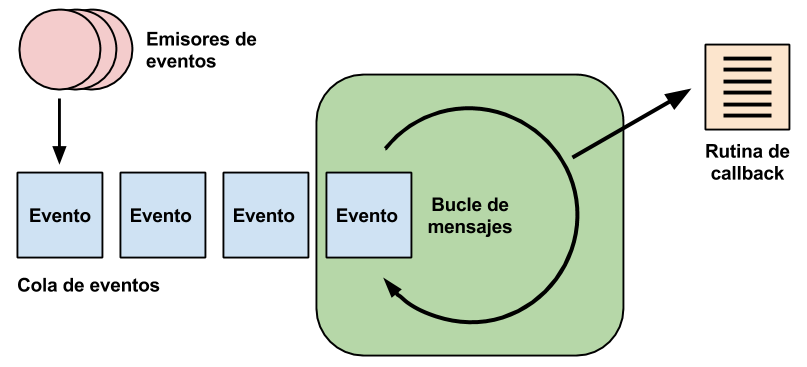 Emisores de
eventos
Rutina de
callback
Evento
Evento
Evento
Evento
Bucle de
mensajes
Cola de eventos